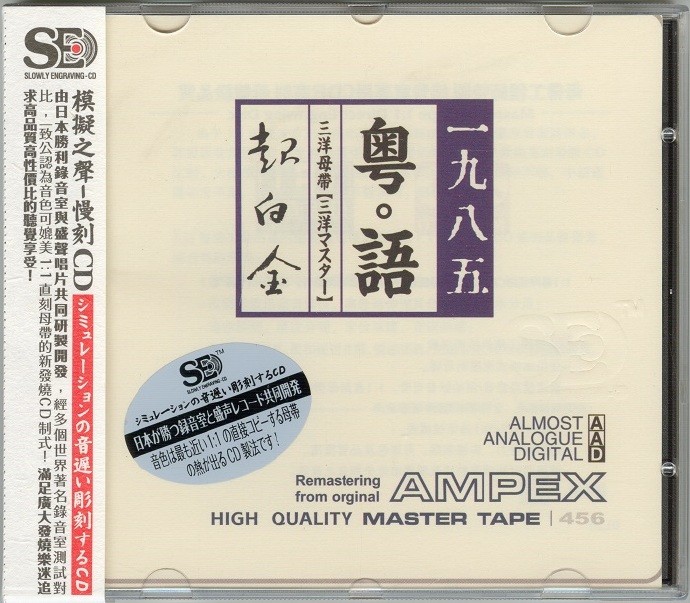 SEC
SLOWLY ENGRAVING-CD
模擬之聲-慢刻CD シミュレーションの音遅い彫刻するCD
由日本勝利錄音室與盛聲唱片共同研製開發，經多個世界著名錄音室測試對
比，一致公認為音色可媲美1:1直刻母帶的新發燒CD制式！滿足廣大發燒樂迷追
求高品質高性價比的聽覺享受！
一九八五
粵。語
三洋母帶【三洋マスター】
超白金
SEC™
SLOWLY ENGRAVING-CD
シミュレーションの音遅い彫刻するCD
日本が勝つ録音室と盛声レコード共同開発
音色は最も近い1:1の直接コピーする母帯
の熱が出るCD製法です！
ALMOST A
ANALOGUE A
DIGITAL D
Remastering
from orginal AMPEX
HIGH QUALITY MASTER TAPE | 456